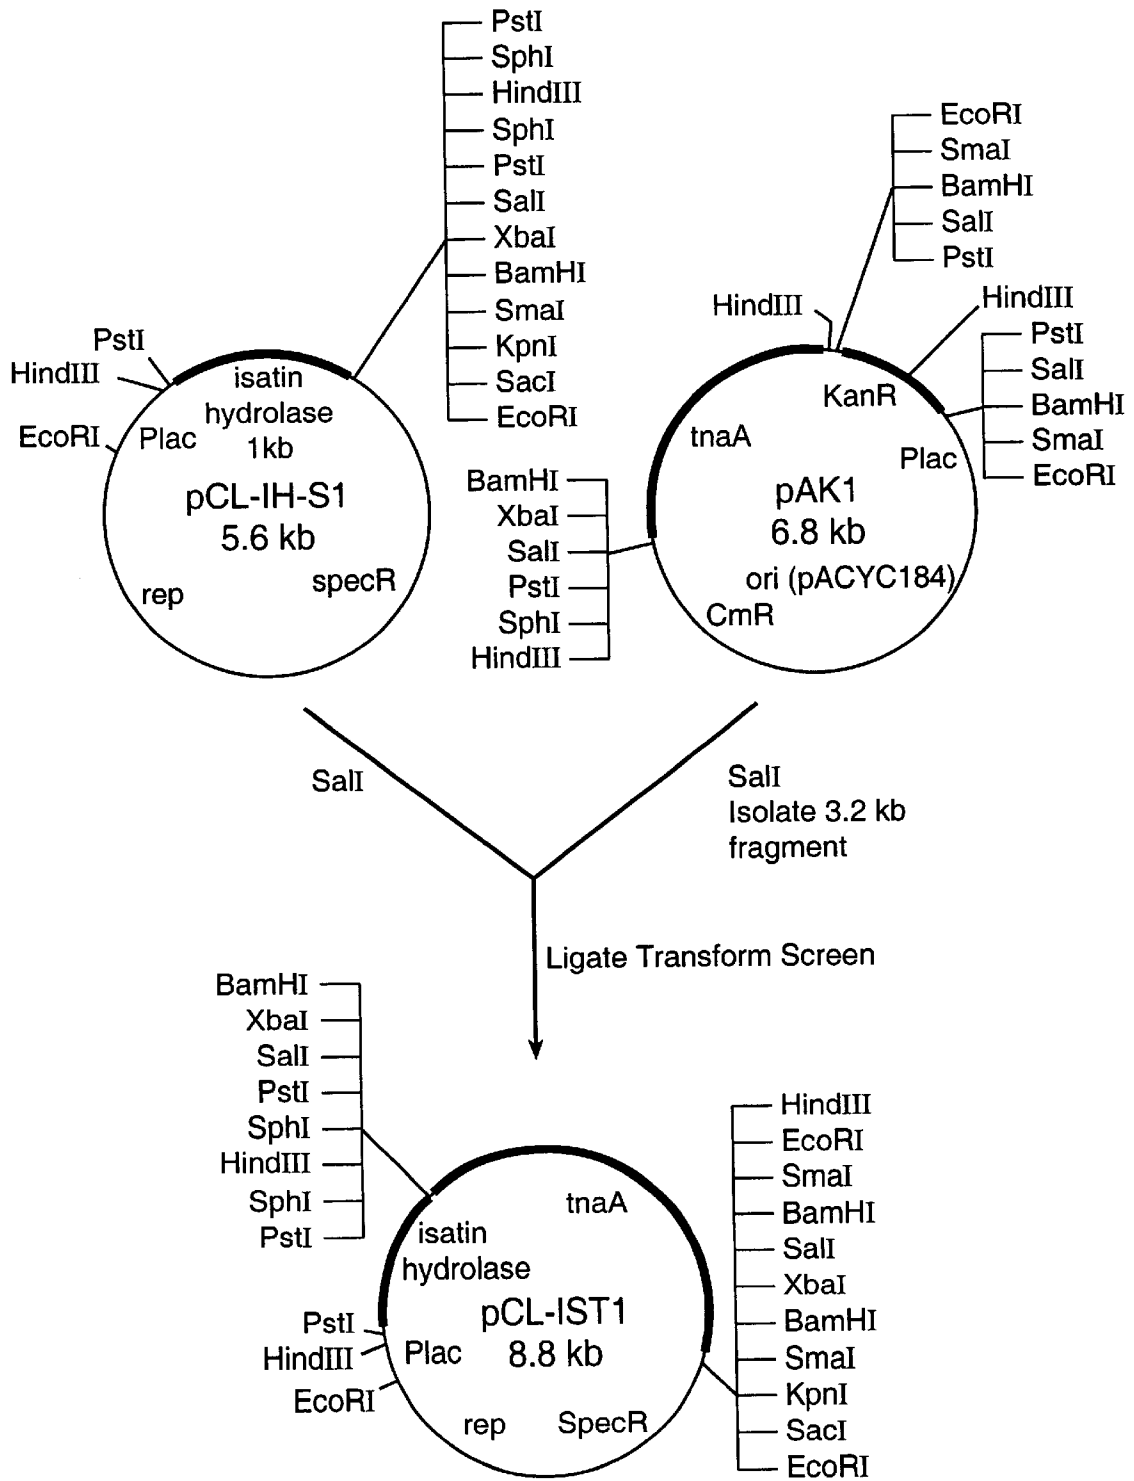 PstI
SphI
HindIII
SphI
PstI
SalI
XbaI
BamHI
SmaI
KpnI
SacI
EcoRI
PstI
HindIII
EcoRI
Plac
isatin
hydrolase
1kb
pCL-IH-S1
5.6 kb
rep
specR
EcoRI
SmaI
BamHI
SalI
PstI
HindIII
HindIII
PstI
SalI
BamHI
SmaI
EcoRI
KanR
tnaA
Plac
pAK1
6.8 kb
ori (pACYC184)
CmR
BamHI
XbaI
SalI
PstI
SphI
HindIII
SalI
SalI
Isolate 3.2 kb
fragment
Ligate Transform Screen
BamHI
XbaI
SalI
PstI
SphI
HindIII
SphI
PstI
PstI
HindIII
EcoRI
tnaA
isatin
hydrolase
pCL-IST1
8.8 kb
Plac
rep
SpecR
HindIII
EcoRI
SmaI
BamHI
SalI
XbaI
BamHI
SmaI
KpnI
SacI
EcoRI